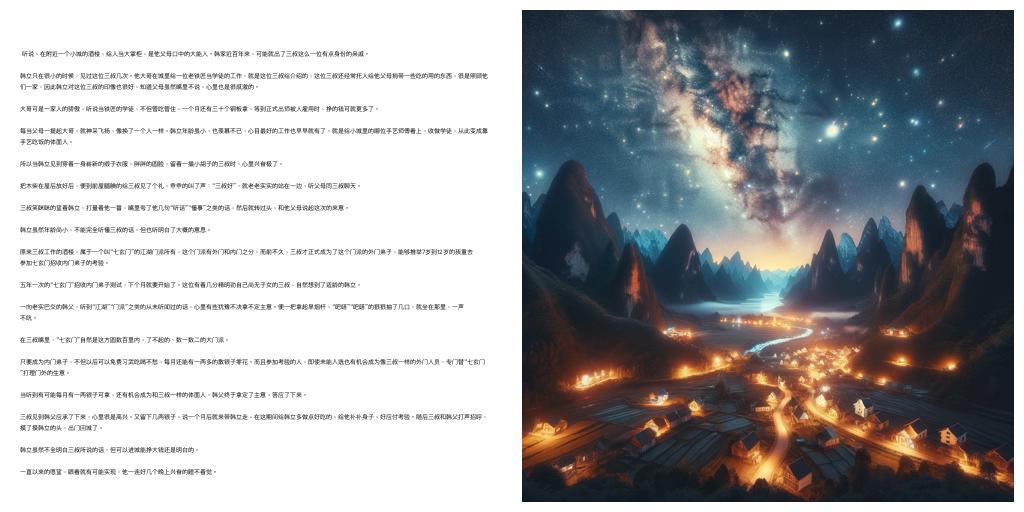 听说，在附近一个小城的酒楼，给人当大掌柜，是他父母口中的大能人。韩家近百年来，可能就出了三叔这么一位有点身份的亲戚。
韩立只在很小的时候，见过这位三叔几次。他大哥在城里给一位老铁匠当学徒的工作，就是这位三叔给介绍的，这位三叔还经常托人给他父母捎带一些吃的用的东西，很是照顾他
们一家，因此韩立对这位三叔的印像也很好，知道父母虽然嘴里不说，心里也是很感激的。
大哥可是一家人的骄傲，听说当铁匠的学徒，不但管吃管住，一个月还有三十个铜板拿，等到正式出师被人雇用时，挣的钱可就更多了。
每当父母一提起大哥，就神采飞扬，像换了一个人一样。韩立年龄虽小，也羡慕不已，心目最好的工作也早早就有了，就是给小城里的哪位手艺师傅看上，收做学徒，从此变成靠
手艺吃饭的体面人。
所以当韩立见到穿着一身崭新的缎子衣服，胖胖的圆脸，留着一撮小胡子的三叔时，心里兴奋极了。
把木柴在屋后放好后，便到前屋腼腆的给三叔见了个礼，乖乖的叫了声：“三叔好”，就老老实实的站在一边，听父母同三叔聊天。
三叔笑眯眯的望着韩立，打量着他一番，嘴里夸了他几句“听话”“懂事”之类的话，然后就转过头，和他父母说起这次的来意。
韩立虽然年龄尚小，不能完全听懂三叔的话，但也听明白了大概的意思。
原来三叔工作的酒楼，属于一个叫“七玄门”的江湖门派所有，这个门派有外门和内门之分，而前不久，三叔才正式成为了这个门派的外门弟子，能够推举7岁到12岁的孩童去
参加七玄门招收内门弟子的考验。
五年一次的“七玄门”招收内门弟子测试，下个月就要开始了。这位有着几分精明劲自己尚无子女的三叔，自然想到了适龄的韩立。
一向老实巴交的韩父，听到“江湖”“门派”之类的从未听闻过的话，心里有些犹豫不决拿不定主意。便一把拿起旱烟杆，“吧嗒”“吧嗒”的狠狠抽了几口，就坐在那里，一声
不吭。
在三叔嘴里，“七玄门”自然是这方圆数百里内，了不起的、数一数二的大门派。
只要成为内门弟子，不但以后可以免费习武吃喝不愁，每月还能有一两多的散银子零花。而且参加考验的人，即使未能入选也有机会成为像三叔一样的外门人员，专门替“七玄门
”打理门外的生意。
当听到有可能每月有一两银子可拿，还有机会成为和三叔一样的体面人，韩父终于拿定了主意，答应了下来。
三叔见到韩父应承了下来，心里很是高兴。又留下几两银子，说一个月后就来带韩立走，在这期间给韩立多做点好吃的，给他补补身子，好应付考验。随后三叔和韩父打声招呼，
摸了摸韩立的头，出门回城了。
韩立虽然不全明白三叔所说的话，但可以进城能挣大钱还是明白的。
一直以来的愿望，眼看就有可能实现，他一连好几个晚上兴奋的睡不着觉。